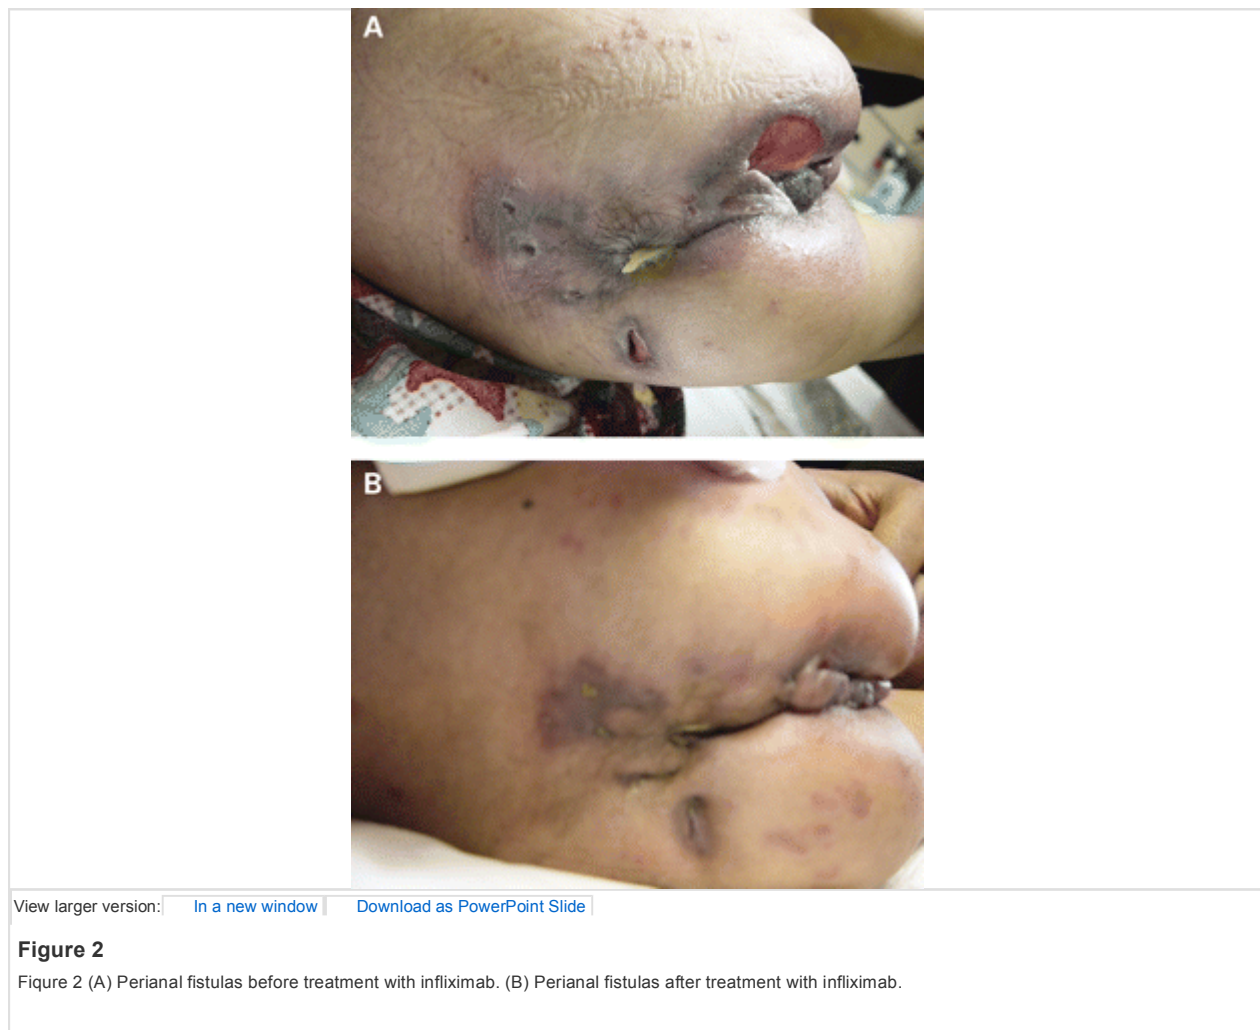 A
B
View larger version: In a new window Download as PowerPoint Slide
Figure 2
Figure 2 (A) Perianal fistulas before treatment with infliximab. (B) Perianal fistulas after treatment with infliximab.